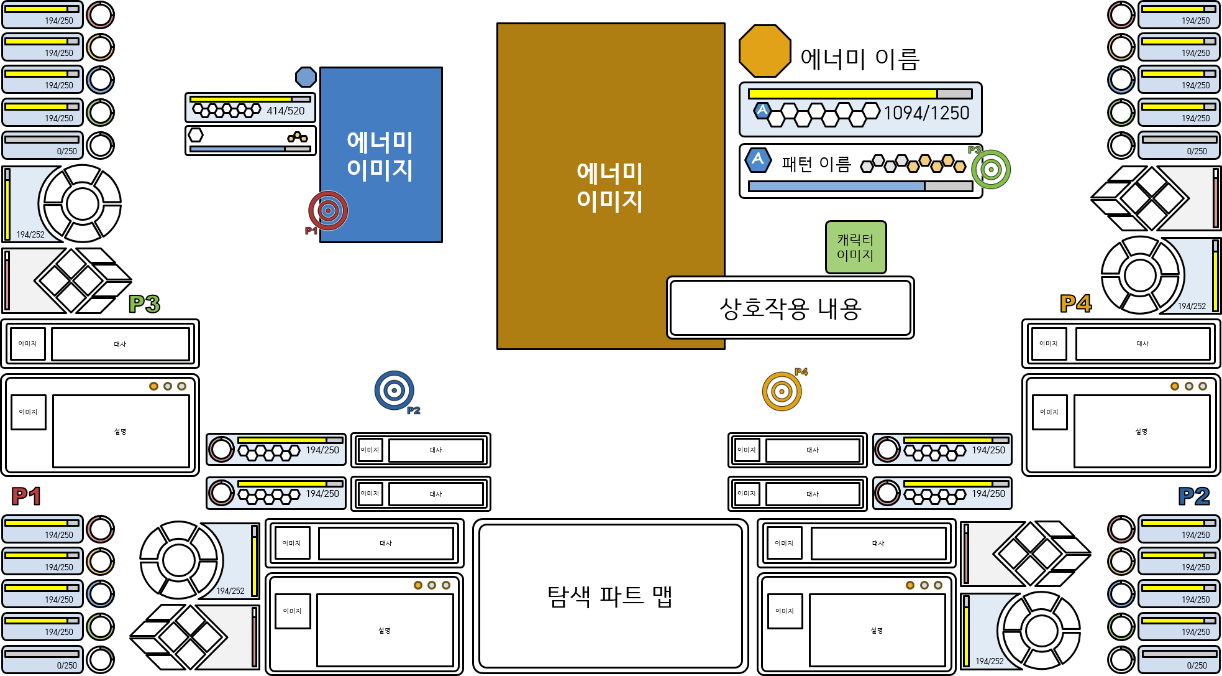 194/250
194/250
194/250
194/250
0/250
194/252
P3
이미지
대사
이미지
설명
414/520
에너미
이미지
P1
에너미
이미지
에너미 이름
A
1094/1250
A
패턴 이름
P3
캐릭터
이미지
상호작용 내용
P2
P4
194/250
194/250
194/250
194/250
0/250
194/252
P4
이미지
대사
이미지
설명
194/250
이미지
대사
194/250
이미지
대사
이미지
대사
194/250
이미지
대사
194/250
P1
194/250
194/250
194/250
194/250
0/250
194/252
이미지
대사
이미지
설명
탐색 파트 맵
이미지
대사
이미지
설명
194/252
P2
194/250
194/250
194/250
194/250
0/250